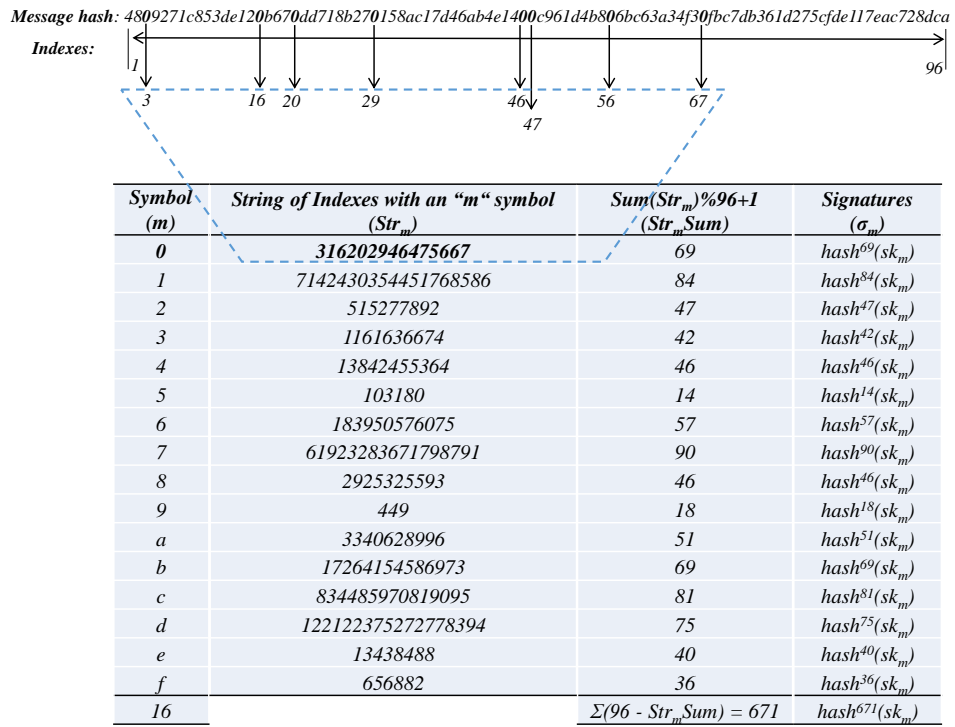 Message hash: 4809271c853de120b670dd718b270158ac17d46ab4e1400c961d4b806bc63a34f30fbc7db361d275cfde117eac728dca
Indexes:
1 96
3 16 20 29 46 56 67
47
Symbol (m) String of Indexes with an “m“ symbol (Strm) Sum(Strm)%96+1 (StrmSum) Signatures (σm)
0 316202946475667 69 hash69(skm)
1 7142430354451768586 84 hash84(skm)
2 515277892 47 hash47(skm)
3 1161636674 42 hash42(skm)
4 13842455364 46 hash46(skm)
5 103180 14 hash14(skm)
6 183950576075 57 hash57(skm)
7 61923283671798791 90 hash90(skm)
8 2925325593 46 hash46(skm)
9 449 18 hash18(skm)
a 3340628996 51 hash51(skm)
b 17264154586973 69 hash69(skm)
c 834485970819095 81 hash81(skm)
d 122122375272778394 75 hash75(skm)
e 13438488 40 hash40(skm)
f 656882 36 hash36(skm)
16 Σ(96 - StrmSum) = 671 hash671(skm)